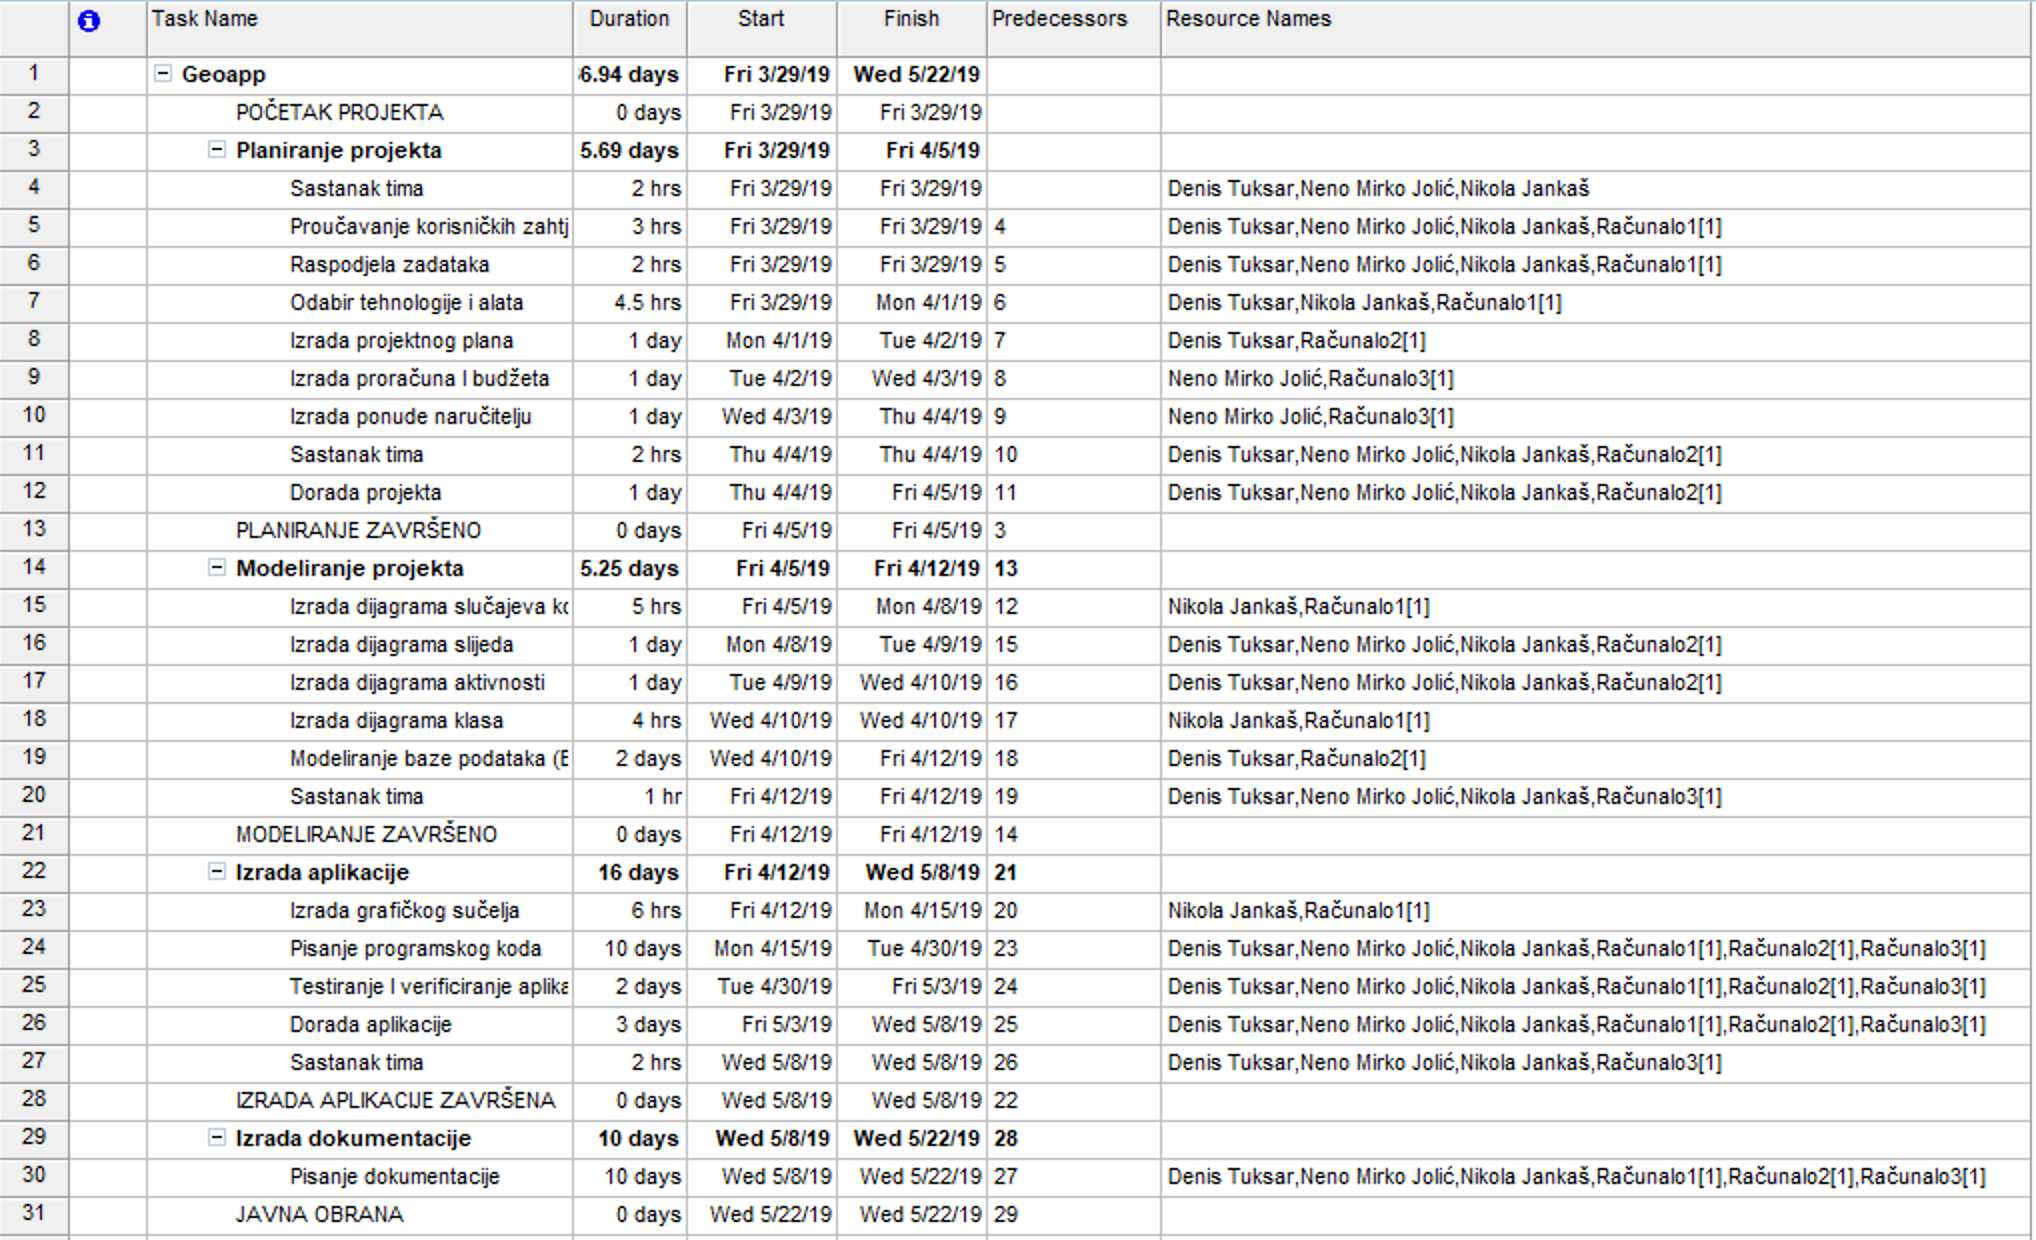 Task Name Duration Start Finish Predecessors Resource Names
1 Geoapp 6.94 days Fri 3/29/19 Wed 5/22/19
2 POČETAK PROJEKTA 0 days Fri 3/29/19 Fri 3/29/19
3 Planiranje projekta 5.69 days Fri 3/29/19 Fri 4/5/19
4 Sastanak tima 2 hrs Fri 3/29/19 Fri 3/29/19 Denis Tuksar,Neno Mirko Jolić,Nikola Jankaš
5 Proučavanje korisničkih zahtj 3 hrs Fri 3/29/19 Fri 3/29/19 4 Denis Tuksar,Neno Mirko Jolić,Nikola Jankaš,Računalo1[1]
6 Raspodjela zadataka 2 hrs Fri 3/29/19 Fri 3/29/19 5 Denis Tuksar,Neno Mirko Jolić,Nikola Jankaš,Računalo1[1]
7 Odabir tehnologije i alata 4.5 hrs Fri 3/29/19 Mon 4/1/19 6 Denis Tuksar,Nikola Jankaš,Računalo1[1]
8 Izrada projektnog plana 1 day Mon 4/1/19 Tue 4/2/19 7 Denis Tuksar,Računalo2[1]
9 Izrada proračuna I budžeta 1 day Tue 4/2/19 Wed 4/3/19 8 Neno Mirko Jolić,Računalo3[1]
10 Izrada ponude naručitelju 1 day Wed 4/3/19 Thu 4/4/19 9 Neno Mirko Jolić,Računalo3[1]
11 Sastanak tima 2 hrs Thu 4/4/19 Thu 4/4/19 10 Denis Tuksar,Neno Mirko Jolić,Nikola Jankaš,Računalo2[1]
12 Dorada projekta 1 day Thu 4/4/19 Fri 4/5/19 11 Denis Tuksar,Neno Mirko Jolić,Nikola Jankaš,Računalo2[1]
13 PLANIRANJE ZAVRŠENO 0 days Fri 4/5/19 Fri 4/5/19 3
14 Modeliranje projekta 5.25 days Fri 4/5/19 Fri 4/12/19 13
15 Izrada dijagrama slučajeva ko 5 hrs Fri 4/5/19 Mon 4/8/19 12 Nikola Jankaš,Računalo1[1]
16 Izrada dijagrama slijeda 1 day Mon 4/8/19 Tue 4/9/19 15 Denis Tuksar,Neno Mirko Jolić,Nikola Jankaš,Računalo2[1]
17 Izrada dijagrama aktivnosti 1 day Tue 4/9/19 Wed 4/10/19 16 Denis Tuksar,Neno Mirko Jolić,Nikola Jankaš,Računalo2[1]
18 Izrada dijagrama klasa 4 hrs Wed 4/10/19 Wed 4/10/19 17 Nikola Jankaš,Računalo1[1]
19 Modeliranje baze podataka (E 2 days Wed 4/10/19 Fri 4/12/19 18 Denis Tuksar,Računalo2[1]
20 Sastanak tima 1 hr Fri 4/12/19 Fri 4/12/19 19 Denis Tuksar,Neno Mirko Jolić,Nikola Jankaš,Računalo3[1]
21 MODELIRANJE ZAVRŠENO 0 days Fri 4/12/19 Fri 4/12/19 14
22 Izrada aplikacije 16 days Fri 4/12/19 Wed 5/8/19 21
23 Izrada grafičkog sučelja 6 hrs Fri 4/12/19 Mon 4/15/19 20 Nikola Jankaš,Računalo1[1]
24 Pisanje programskog koda 10 days Mon 4/15/19 Tue 4/30/19 23 Denis Tuksar,Neno Mirko Jolić,Nikola Jankaš,Računalo1[1],Računalo2[1],Računalo3[1]
25 Testiranje I verificiranje aplika 2 days Tue 4/30/19 Fri 5/3/19 24 Denis Tuksar,Neno Mirko Jolić,Nikola Jankaš,Računalo1[1],Računalo2[1],Računalo3[1]
26 Dorada aplikacije 3 days Fri 5/3/19 Wed 5/8/19 25 Denis Tuksar,Neno Mirko Jolić,Nikola Jankaš,Računalo1[1],Računalo2[1],Računalo3[1]
27 Sastanak tima 2 hrs Wed 5/8/19 Wed 5/8/19 26 Denis Tuksar,Neno Mirko Jolić,Nikola Jankaš,Računalo3[1]
28 IZRADA APLIKACIJE ZAVRŠENA 0 days Wed 5/8/19 Wed 5/8/19 22
29 Izrada dokumentacije 10 days Wed 5/8/19 Wed 5/22/19 28
30 Pisanje dokumentacije 10 days Wed 5/8/19 Wed 5/22/19 27 Denis Tuksar,Neno Mirko Jolić,Nikola Jankaš,Računalo1[1],Računalo2[1],Računalo3[1]
31 JAVNA OBRANA 0 days Wed 5/22/19 Wed 5/22/19 29